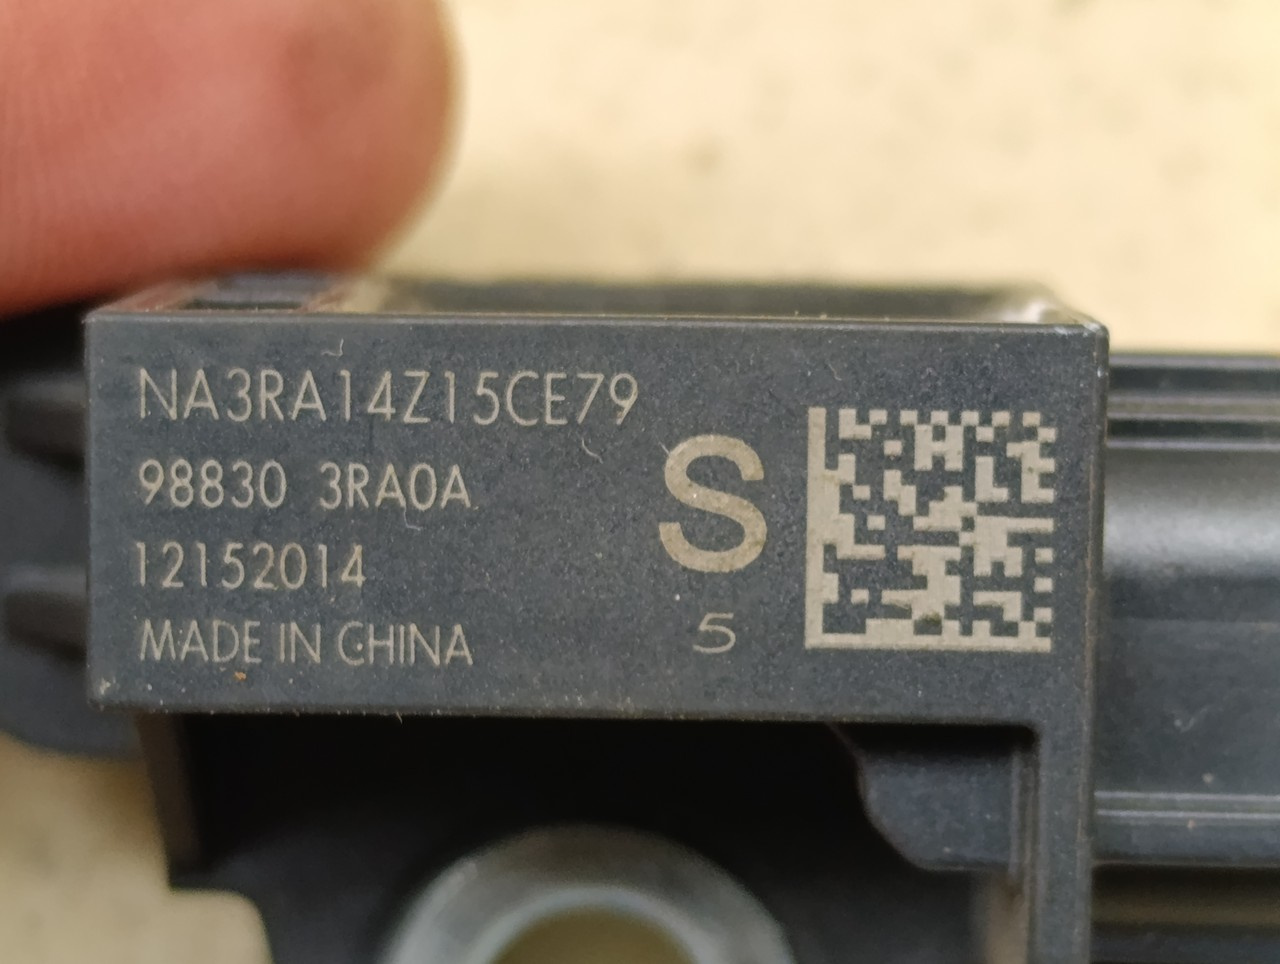 NA3RA14Z15CE79
98830 3RA0A
12152014
MADE IN CHINA
S
5